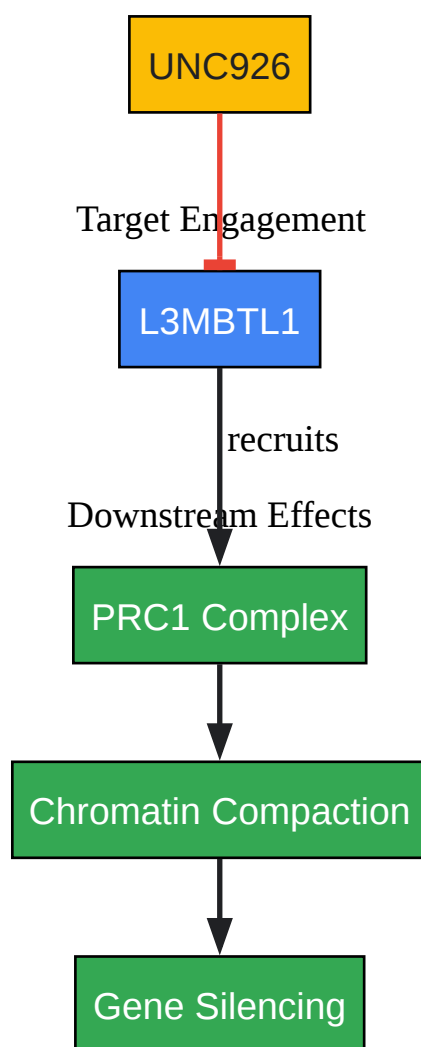 UNC926
Target Engagement
L3MBTL1
recruits
Downstream Effects
PRC1 Complex
Chromatin Compaction
Gene Silencing